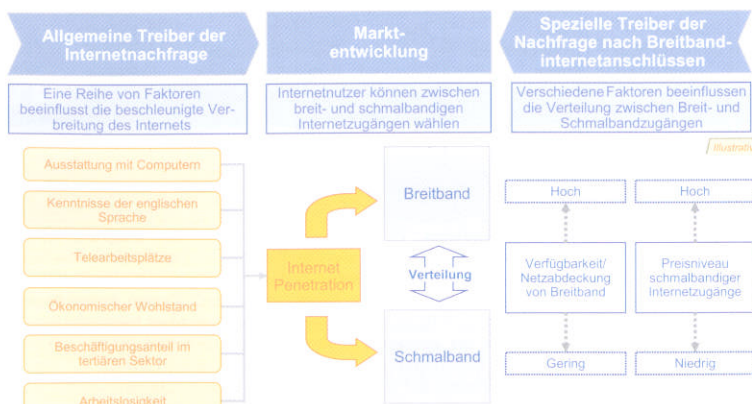 Allgemeine Treiber der
Internetnachfrage
Markt-
entwicklung
Spezielle Treiber der
Nachfrage nach Breitband-
internetanschlüssen
Eine Reihe von Faktoren
beeinflusst die beschleunigte Ver-
breitung des Internets
Internetnutzer können zwischen
breit- und schmalbandigen
Internetzugängen wählen
Verschiedene Faktoren beeinflussen
die Verteilung zwischen Breit- und
Schmalbandzugängen
Illustrativ
Ausstattung mit Computern
Kenntnisse der englischen
Sprache
Telearbeitsplätze
Ökonomischer Wohlstand
Beschäftigungsanteil im
tertiären Sektor
Arbeitslosigkeit
Internet
Penetration
Breitband
Verteilung
Schmalband
Hoch
Verfügbarkeit/
Netzabdeckung
von Breitband
Gering
Hoch
Preisniveau
schmalbandiger
Internetzugänge
Niedrig